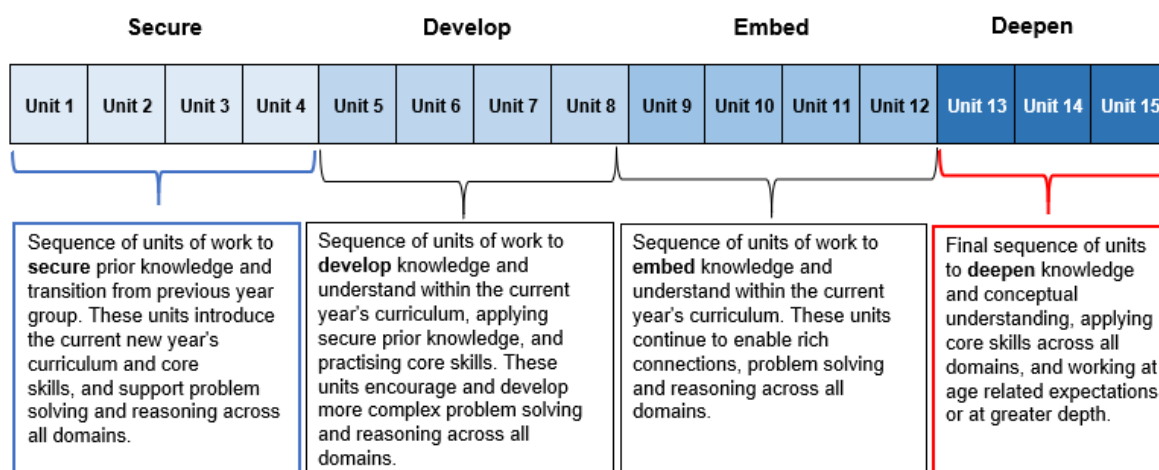 Secure Develop Embed Deepen
Unit 1 Unit 2 Unit 3 Unit 4 Unit 5 Unit 6 Unit 7 Unit 8 Unit 9 Unit 10 Unit 11 Unit 12 Unit 13 Unit 14 Unit 15
Sequence of units of work to
secure prior knowledge and
transition from previous year
group. These units introduce
the current new year's
curriculum and core
skills, and support problem
solving and reasoning across
all domains.
Sequence of units of work to
develop knowledge and
understand within the current
year's curriculum, applying
secure prior knowledge, and
practising core skills. These
units encourage and develop
more complex problem solving
and reasoning across all
domains.
Sequence of units of work to
embed knowledge and
understand within the current
year's curriculum. These units
continue to enable rich
connections, problem solving
and reasoning across all
domains.
Final sequence of units
to deepen knowledge
and conceptual
understanding, applying
core skills across all
domains, and working at
age related expectations
or at greater depth.